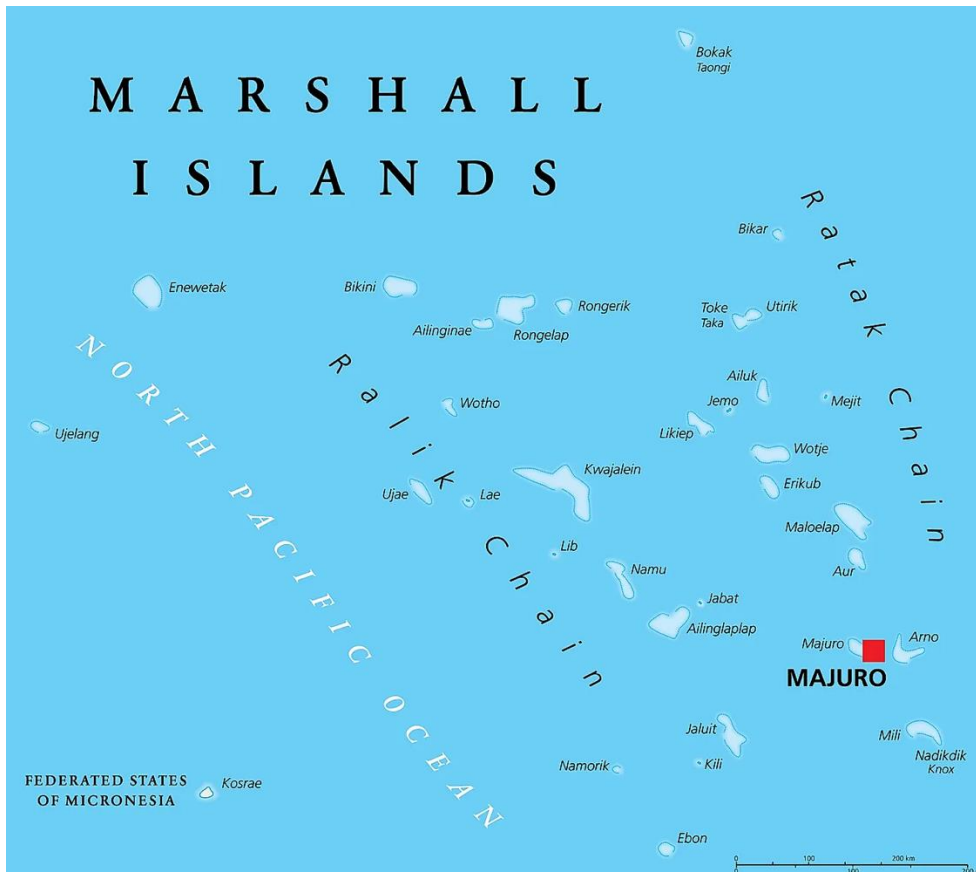 MARSHALL
ISLANDS
Bokak
Taongi
Ratak Chain
Bikar
Enewetak
Bikini
Rongerik
Ailinginae
Rongelap
Toke
Taka
Utirik
NORTH PACIFIC OCEAN
Ralik Chain
Ailuk
Jemo
Mejit
Wotho
Likiep
Ujelang
Wotje
Kwajalein
Erikub
Ujae
Lae
Maloelap
Lib
Aur
Namu
Jabat
Ailinglaplap
Majuro
Arno
MAJURO
Jaluit
Mili
Nadikdik
Knox
Namorik
Kili
FEDERATED STATES
OF MICRONESIA
Kosrae
Ebon
0 100 200 km
0 100 200